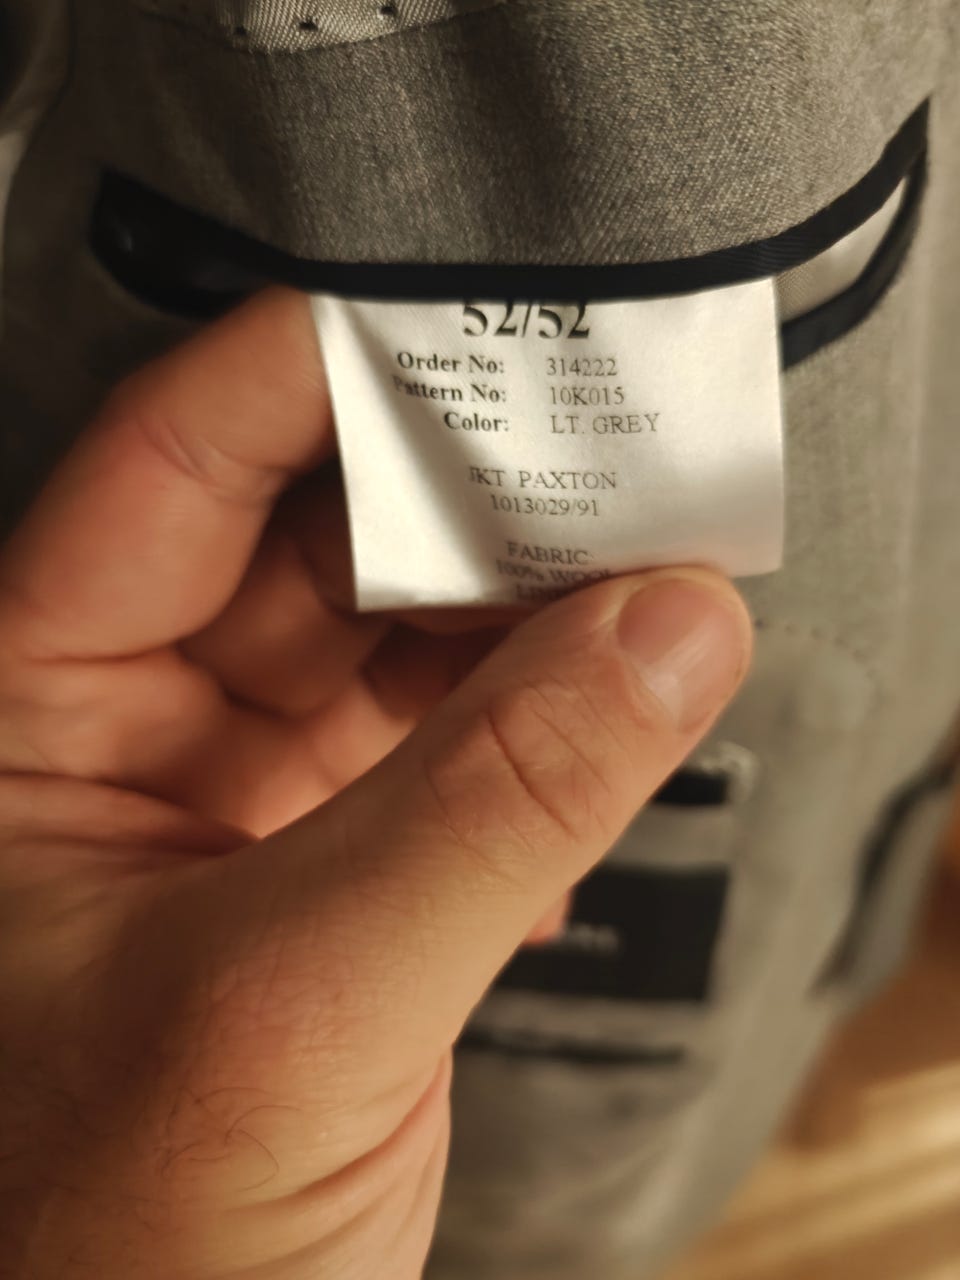 52/52
Order No: 314222
Pattern No: 10K015
Color: LT. GREY
JKT PAXTON
1013029/91
FABRIC:
100% WOOL